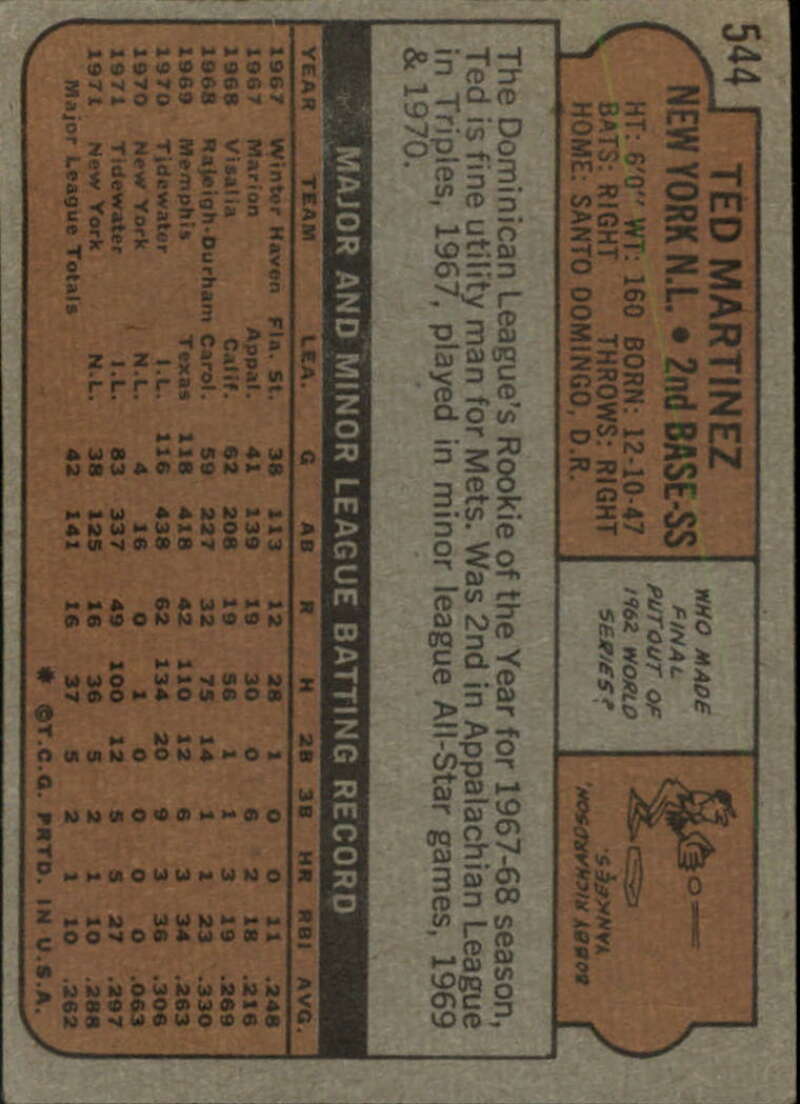 544
TED MARTINEZ
NEW YORK N.L. • 2nd BASE-SS
HT: 6'0" WT: 160 BORN: 12-10-47
BATS: RIGHT THROWS: RIGHT
HOME: SANTO DOMINGO, D.R.
WHO MADE
FINAL
PUTOUT OF
1962 WORLD
SERIES?
BOBBY RICHARDSON,
YANKEES.
The Dominican League's Rookie of the Year for 1967-68 season,
Ted is fine utility man for Mets. Was 2nd in Appalachian League
in Triples, 1967, played in minor league All-Star games, 1969
& 1970.
MAJOR AND MINOR LEAGUE BATTING RECORD
YEAR TEAM LEA. G AB R H 2B 3B HR RBI AVG.
1967 Winter Haven Fla. St. 38 113 12 28 1 0 0 11 .248
1967 Marion Appal. 41 139 19 30 0 6 2 18 .216
1968 Visalia Calif. 62 208 19 56 1 1 3 19 .269
1968 Raleigh-Durham Carol. 59 227 32 75 14 1 1 23 .330
1969 Memphis Texas 118 418 42 110 12 6 3 34 .263
1970 Tidewater I.L. 116 438 62 134 20 9 3 36 .306
1970 New York N.L. 4 16 0 1 0 0 0 0 .063
1971 Tidewater I.L. 83 337 49 100 12 5 5 27 .297
1971 New York N.L. 38 125 16 36 5 2 1 10 .288
Major League Totals 42 141 16 37 5 2 1 10 .262
* ©T.C.G. PRTD. IN U.S.A.